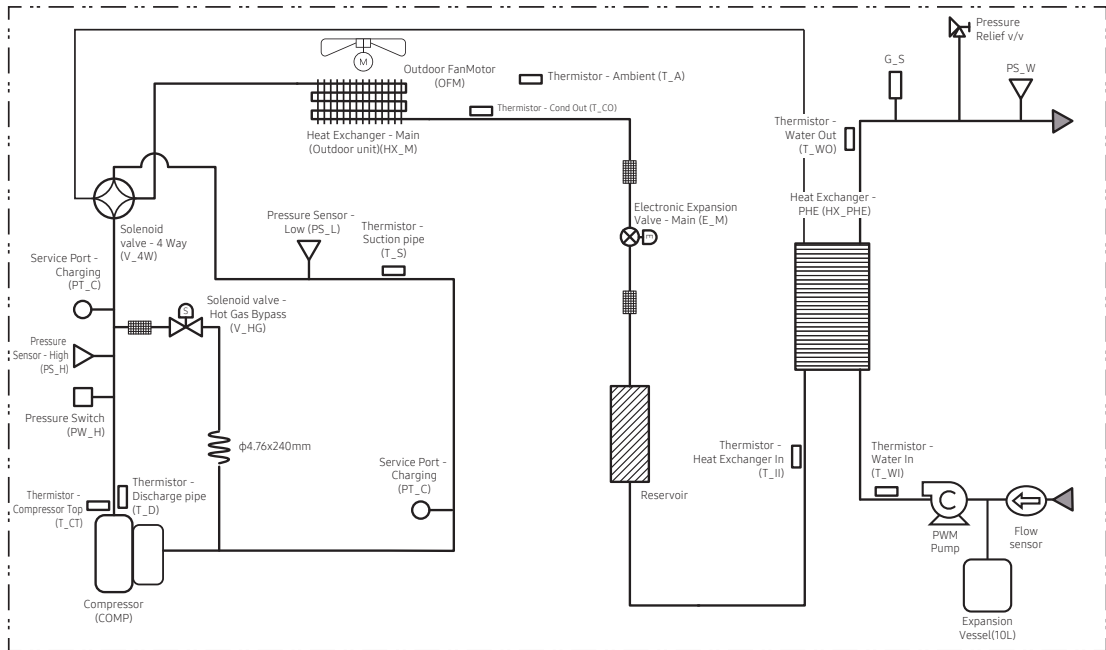 Pressure
Relief v/v
G_S
PS_W
M
Outdoor FanMotor
(OFM)
Thermistor - Ambient (T_A)
Thermistor - Cond Out (T_CO)
Heat Exchanger - Main
(Outdoor unit)(HX_M)
Thermistor -
Water Out
(T_WO)
Heat Exchanger -
PHE (HX_PHE)
Solenoid
valve - 4 Way
(V_4W)
Pressure Sensor -
Low (PS_L)
Thermistor -
Suction pipe
(T_S)
Electronic Expansion
Valve - Main (E_M)
E
Service Port -
Charging
(PT_C)
Solenoid valve -
Hot Gas Bypass
(V_HG)
S
Pressure
Sensor - High
(PS_H)
Pressure Switch
(PW_H)
ϕ4.76x240mm
Thermistor -
Compressor Top
(T_CT)
Thermistor -
Discharge pipe
(T_D)
Service Port -
Charging
(PT_C)
Reservoir
Thermistor -
Heat Exchanger In
(T_II)
Thermistor -
Water In
(T_WI)
C
PWM
Pump
Flow
sensor
Compressor
(COMP)
Expansion
Vessel(10L)